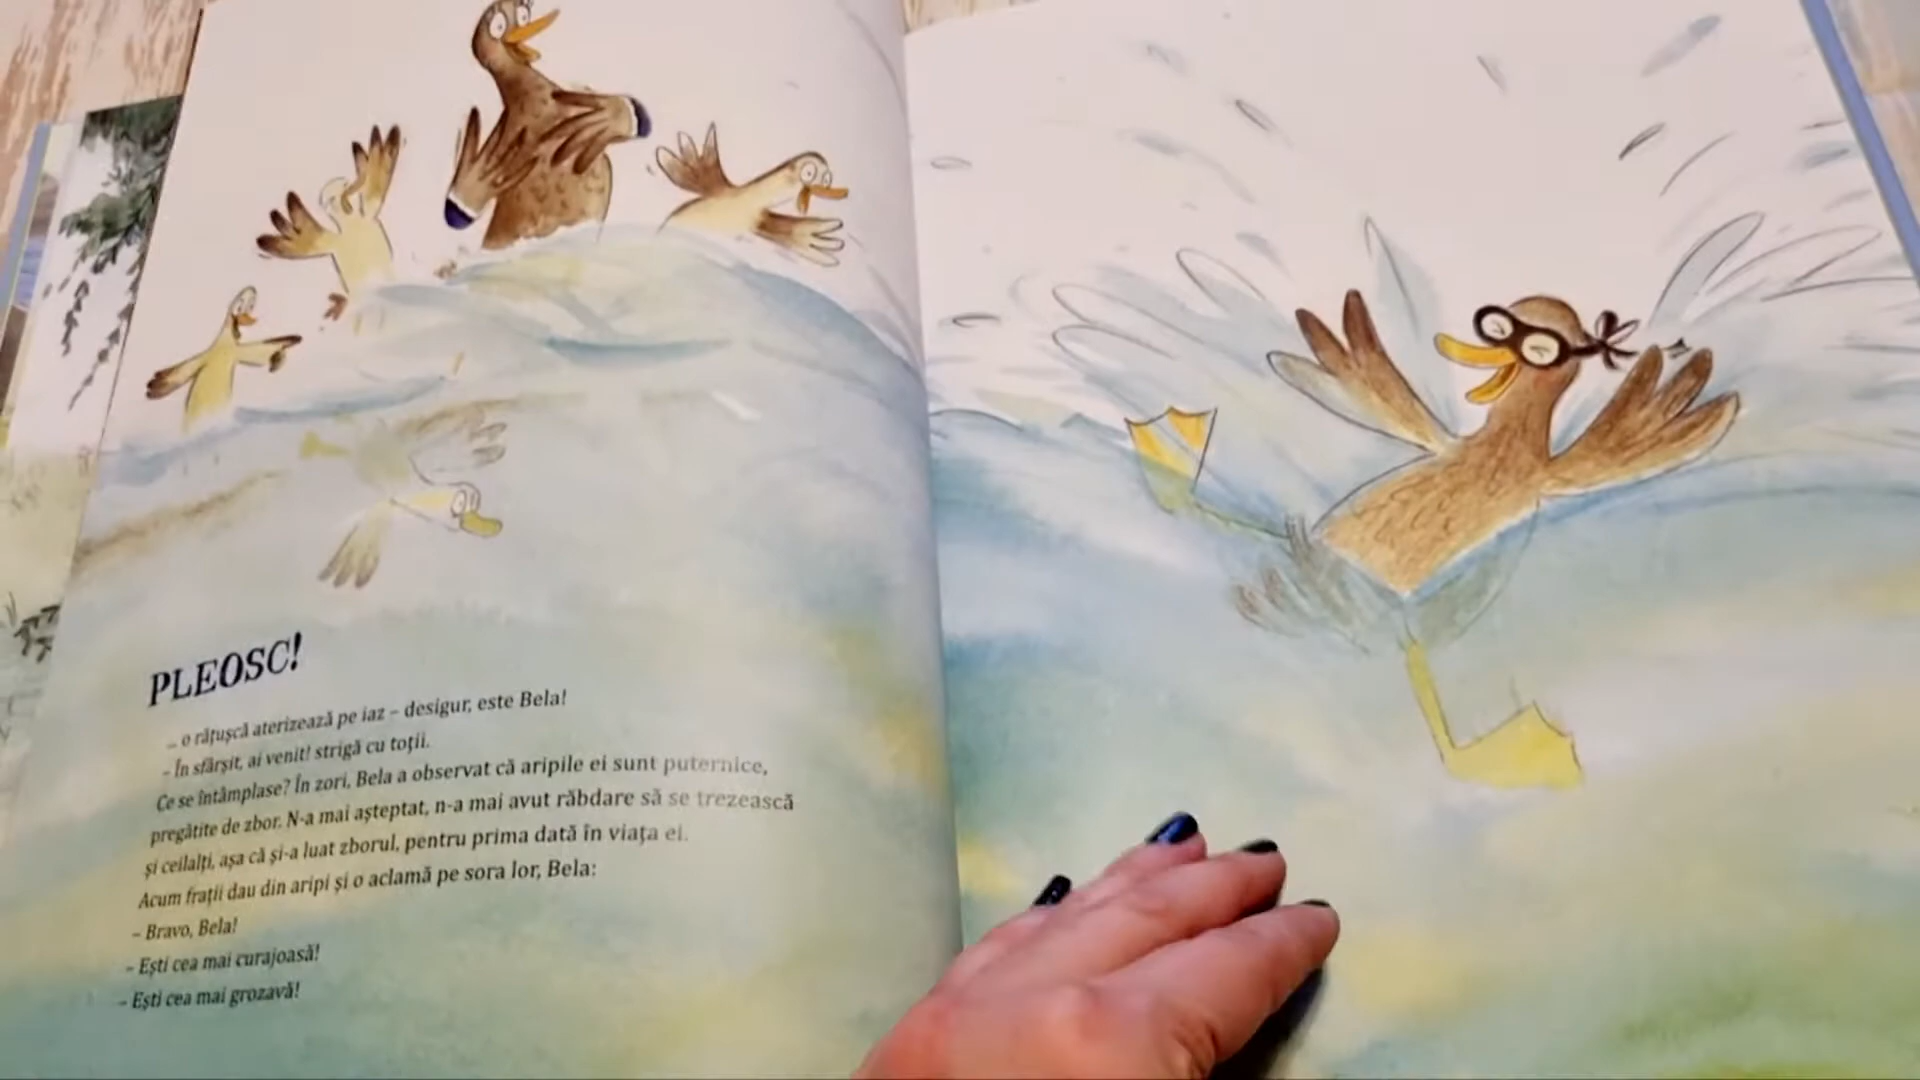 PLEOSC!
... o rățușcă aterizează pe iaz – desigur, este Bela!
– În sfârșit, ai venit! strigă cu toții.
Ce se întâmplase? În zori, Bela a observat că aripile ei sunt puternice,
pregătite de zbor. N-a mai așteptat, n-a mai avut răbdare să se trezească
și ceilalți, așa că și-a luat zborul, pentru prima dată în viața ei.
Acum frații dau din aripi și o aclamă pe sora lor, Bela:
– Bravo, Bela!
– Ești cea mai curajoasă!
– Ești cea mai grozavă!